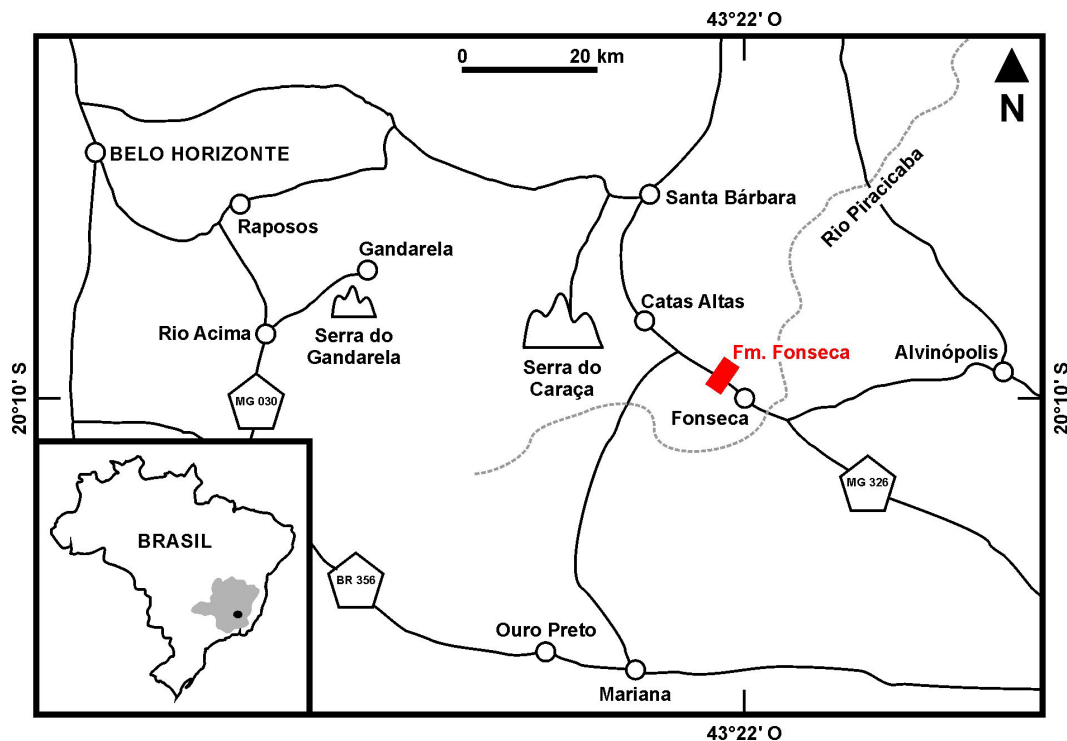 43°22' O
0 20 km
N
BELO HORIZONTE
Rio Piracicaba
Santa Bárbara
Raposos
Gandarela
Catas Altas
Rio Acima
Serra do
Gandarela
Serra do
Caraça
Fm. Fonseca
Alvinópolis
20°10' S
20°10' S
MG 030
Fonseca
MG 326
BRASIL
BR 356
Ouro Preto
Mariana
43°22' O